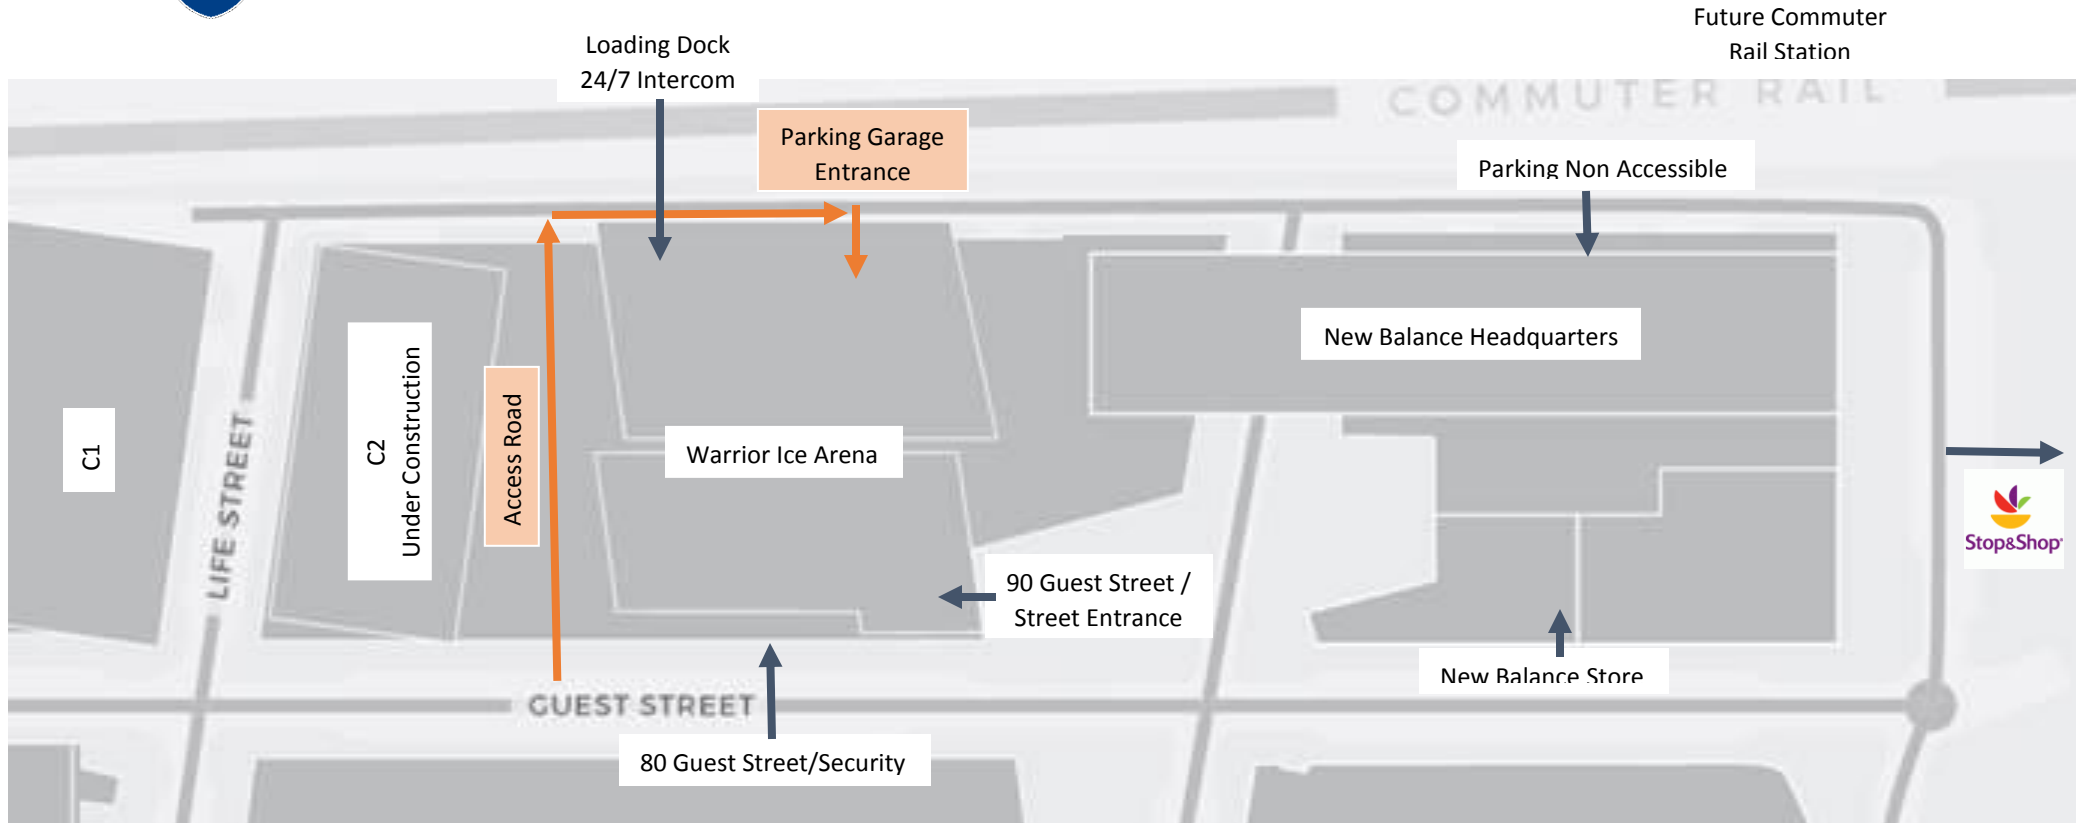 Future Commuter
Rail Station
Loading Dock
24/7 Intercom
COMMUTER RAIL
Parking Garage
Entrance
Parking Non Accessible
New Balance Headquarters
C1
LIFE STREET
C2
Under Construction
Access Road
Warrior Ice Arena
Stop&Shop
90 Guest Street /
Street Entrance
New Balance Store
GUEST STREET
80 Guest Street/Security